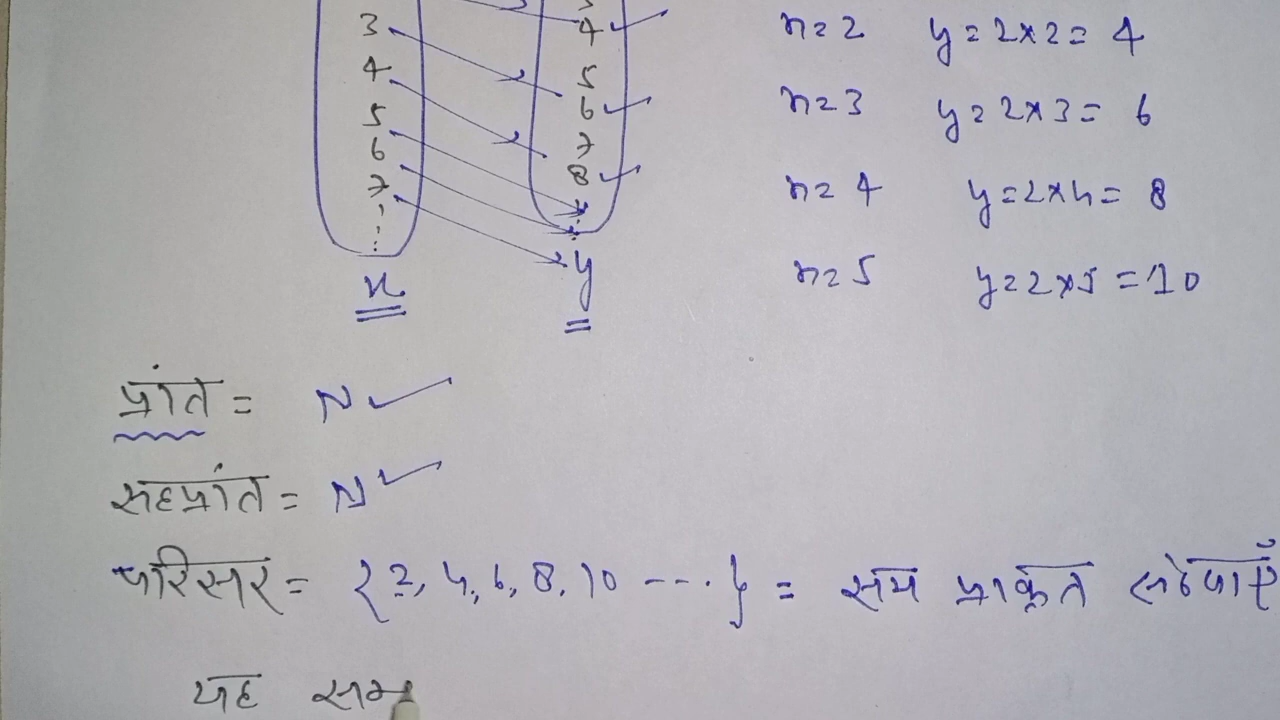 3 4 n=2 y=2×2= 4
4 5
5 6 n=3 y=2×3= 6
6 7
7 8 n=4 y=2×4= 8
x y n=5 y=2×5=10
प्रांत = N
सहप्रांत = N
परिसर = {2, 4, 6, 8, 10 ----} = सम प्राकृत संख्याएँ
यह सम